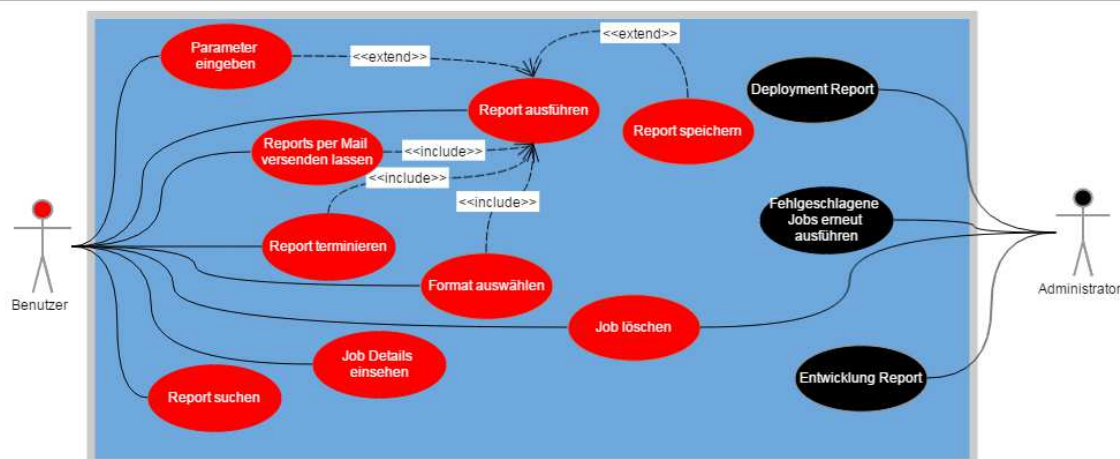 Parameter
eingeben
<<extend>>
<<extend>>
Report ausführen
Report speichern
Deployment Report
Reports per Mail
versenden lassen
<<include>>
<<include>>
<<include>>
Fehlgeschlagene
Jobs erneut
ausführen
Report terminieren
Format auswählen
Benutzer
Administrator
Job löschen
Job Details
einsehen
Report suchen
Entwicklung Report